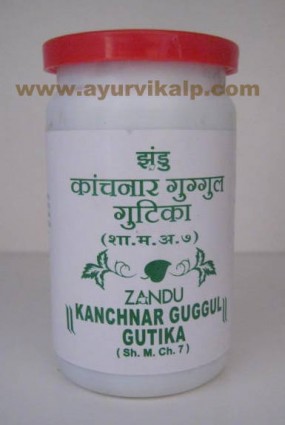 www.ayurvikalp.com
झंडु
कांचनार गुग्गुल
गुटिका
(शा.म.अ.७)
ZANDU
KANCHNAR GUGGUL
GUTIKA
( Sh. M. Ch. 7 )